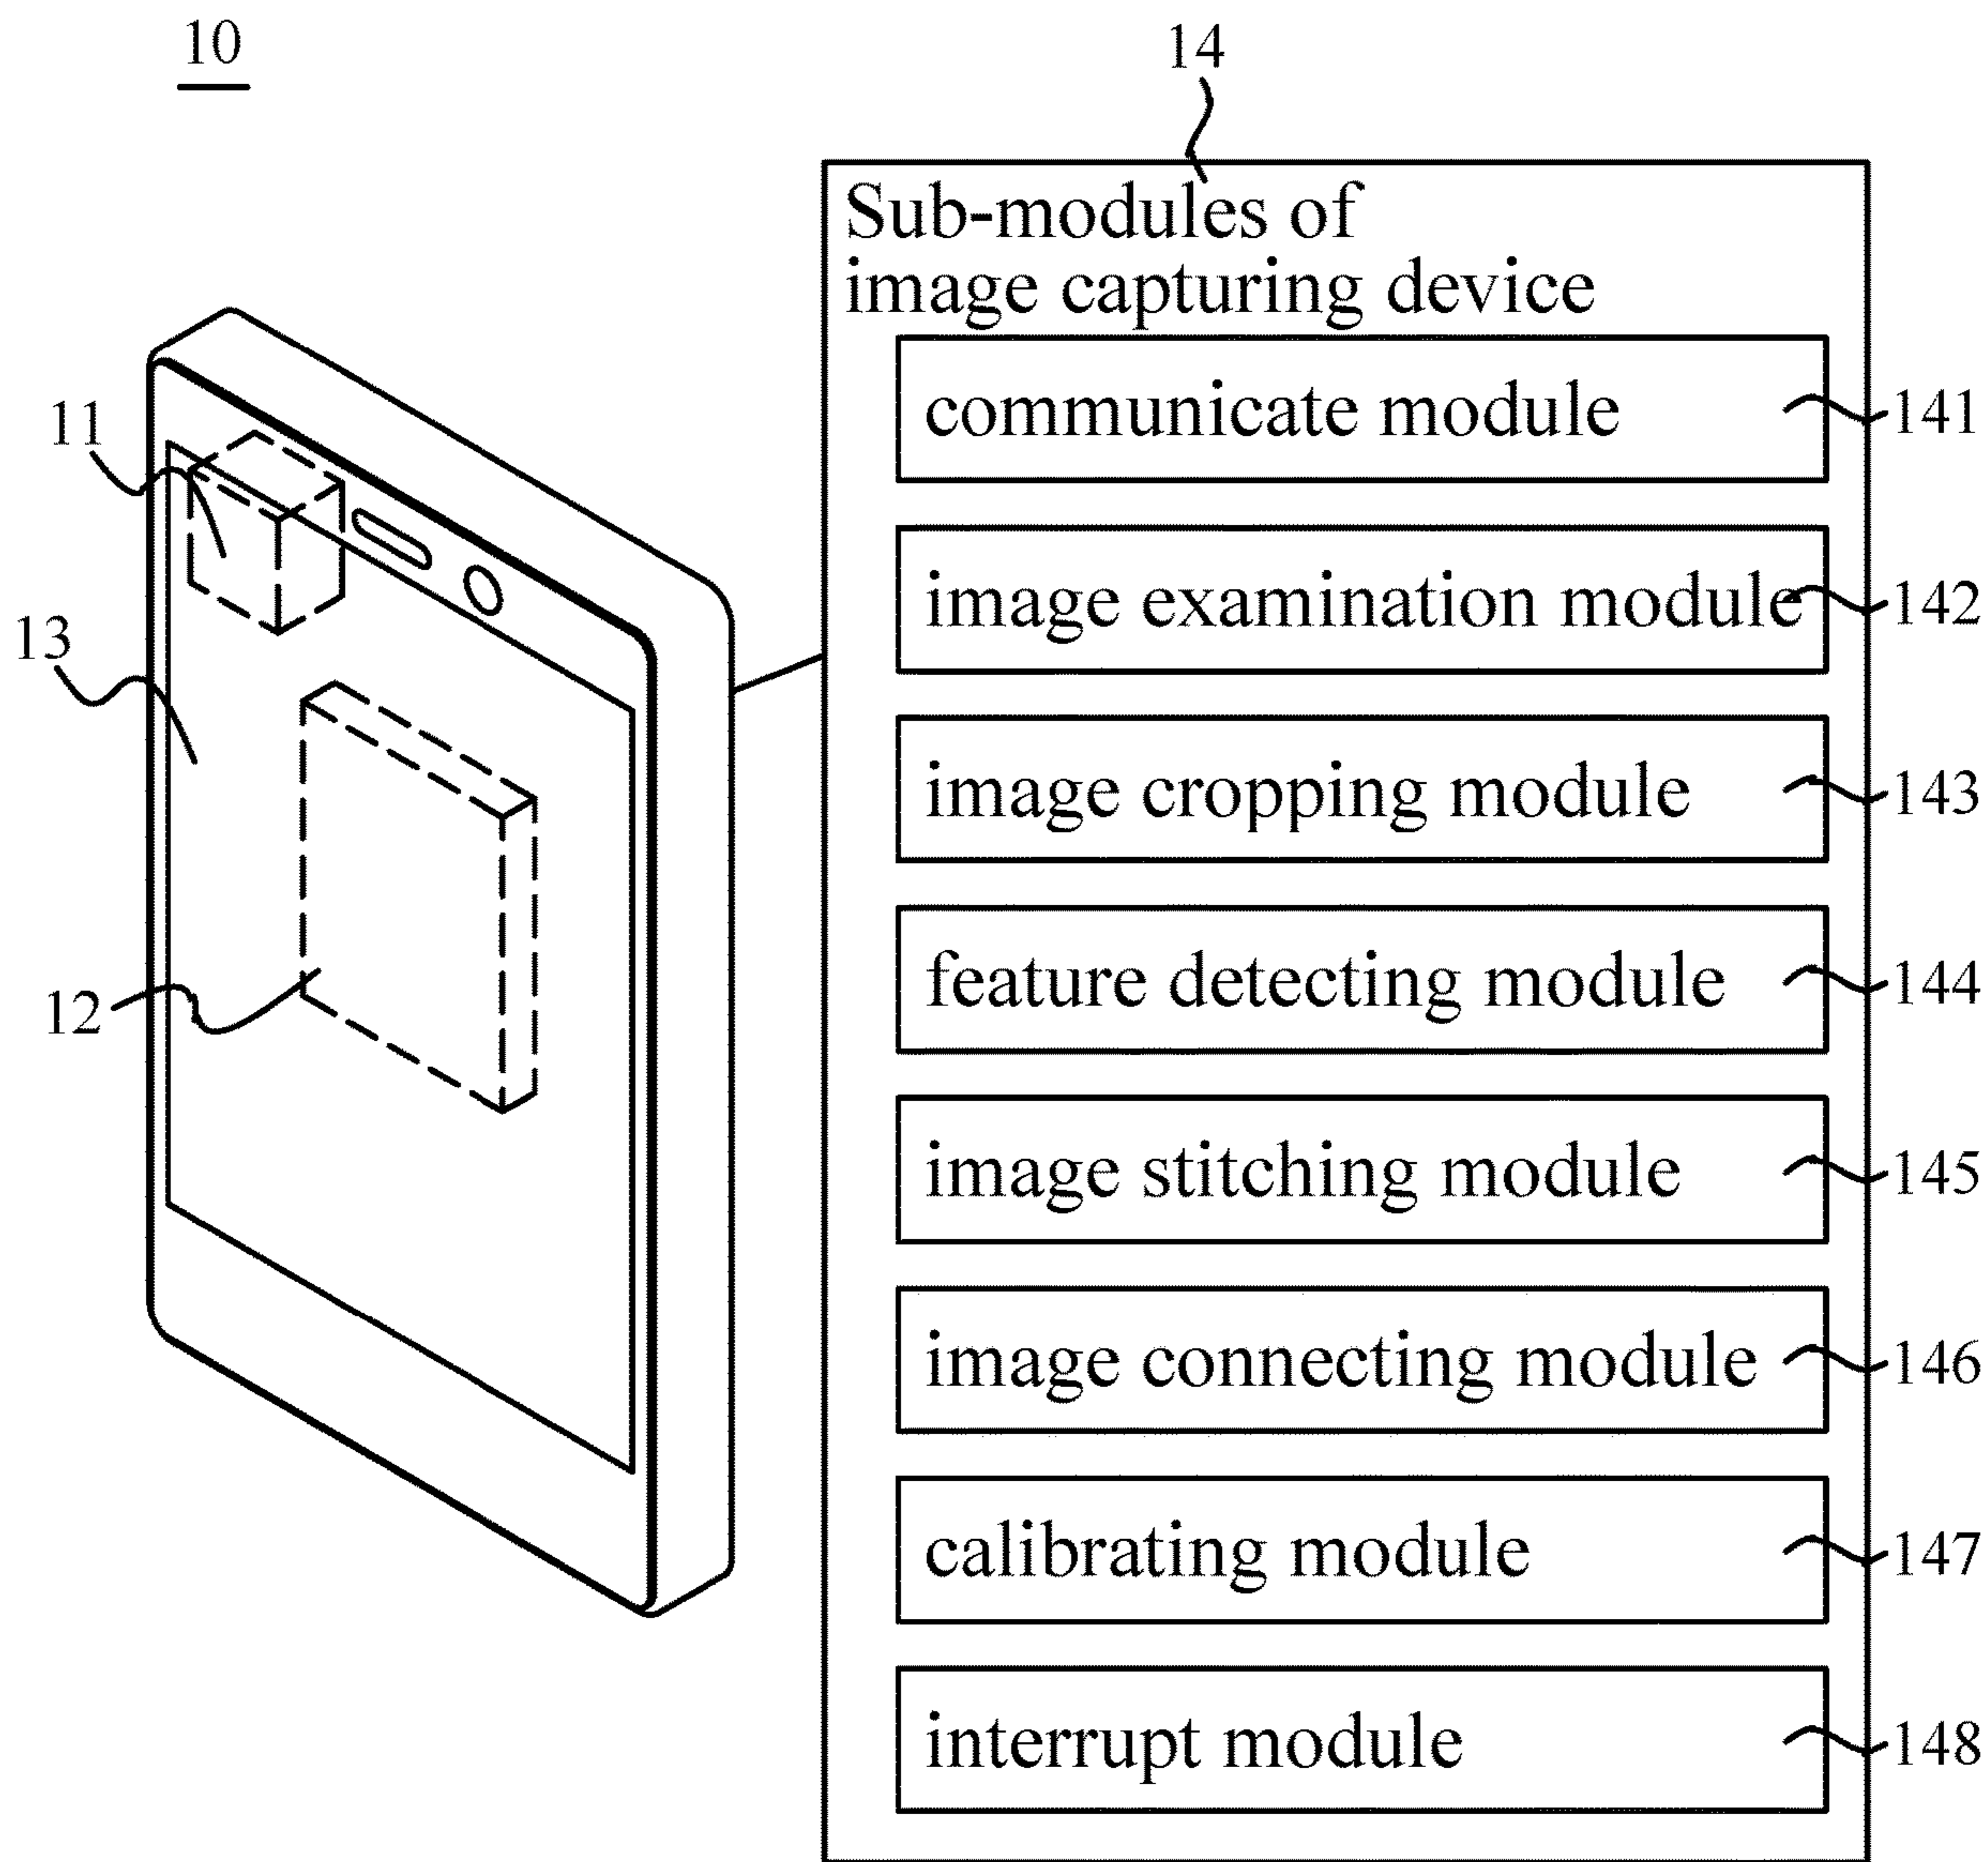 10
14
Sub-modules of
image capturing device
communicate module
141
11
image examination module
142
13
image cropping module
143
feature detecting module
144
12
image stitching module
145
image connecting module
146
calibrating module
147
interrupt module
148